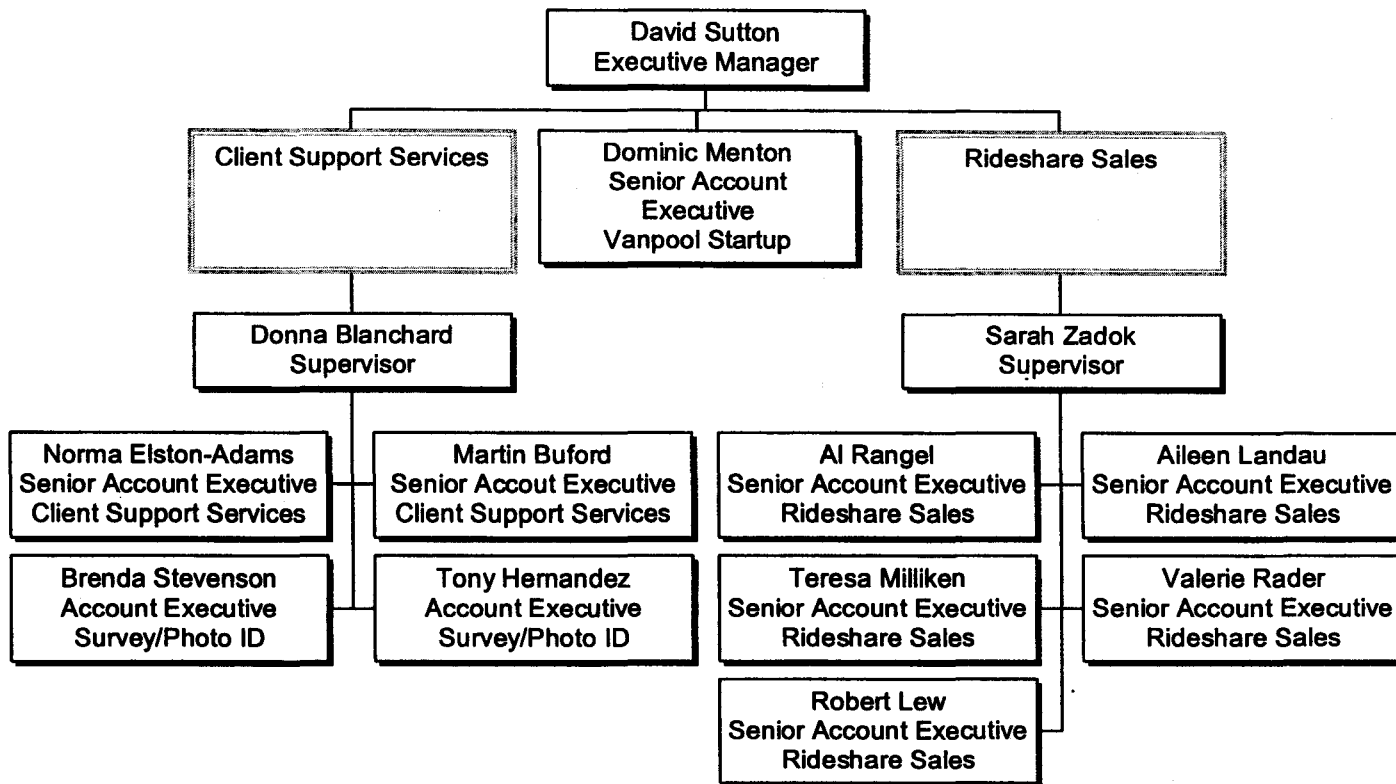 David Sutton
Executive Manager
Client Support Services
Dominic Menton
Senior Account
Executive
Vanpool Startup
Rideshare Sales
Donna Blanchard
Supervisor
Sarah Zadok
Supervisor
Norma Elston-Adams
Senior Account Executive
Client Support Services
Martin Buford
Senior Accout Executive
Client Support Services
Al Rangel
Senior Account Executive
Rideshare Sales
Aileen Landau
Senior Account Executive
Rideshare Sales
Brenda Stevenson
Account Executive
Survey/Photo ID
Tony Hernandez
Account Executive
Survey/Photo ID
Teresa Milliken
Senior Account Executive
Rideshare Sales
Valerie Rader
Senior Account Executive
Rideshare Sales
Robert Lew
Senior Account Executive
Rideshare Sales